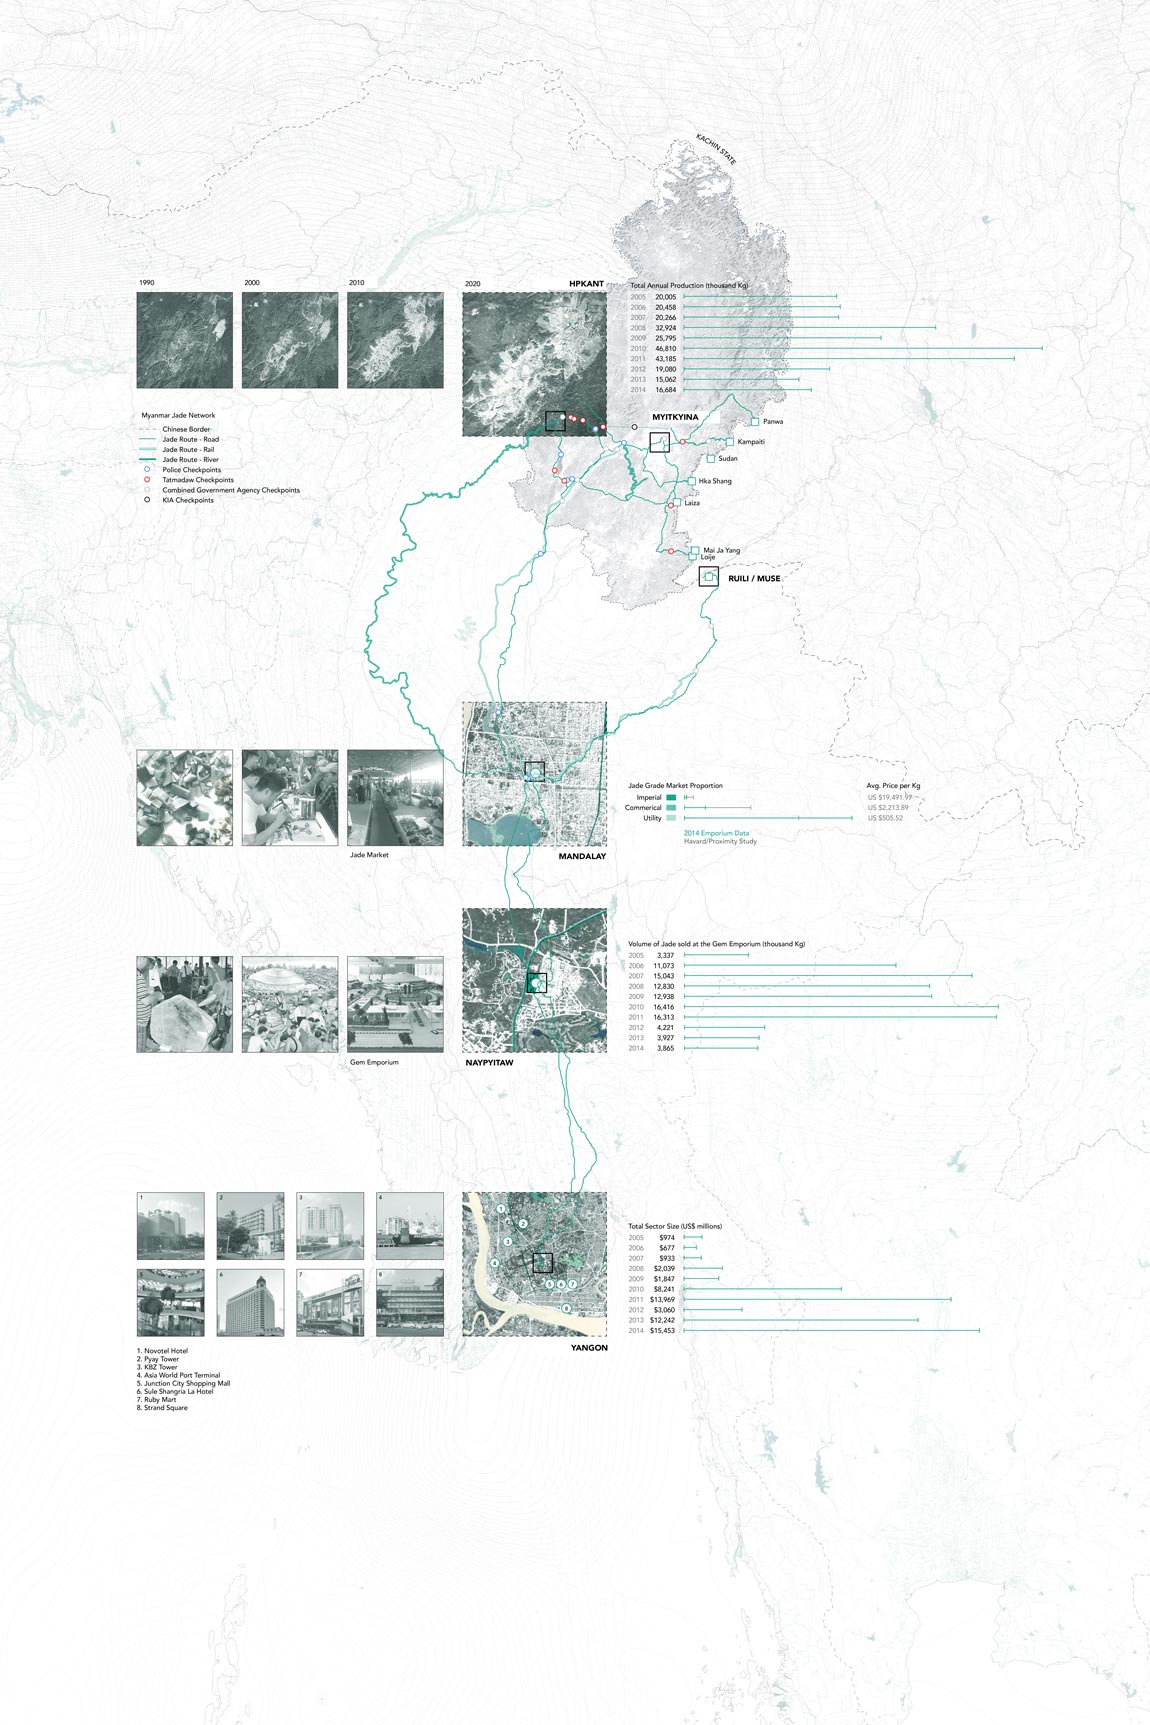 KACHIN STATE
1990
2000
2010
2020
HPKANT
Total Annual Production (thousand Kg)
2005 20,005
2006 20,458
2007 20,266
2008 32,924
2009 25,795
2010 46,810
2011 43,185
2012 19,080
2013 15,062
2014 16,684
Myanmar Jade Network
Chinese Border
Jade Route - Road
Jade Route - Rail
Jade Route - River
Police Checkpoints
Tatmadaw Checkpoints
Combined Government Agency Checkpoints
KIA Checkpoints
MYITKYINA
Panwa
Kampaiti
Sudan
Hka Shang
Laiza
Mai Ja Yang
Loije
RUILI / MUSE
Jade Market
MANDALAY
Jade Grade Market Proportion
Avg. Price per Kg
Imperial US $19,491.97
Commerical US $2,213.89
Utility US $505.52
2014 Emporium Data
Havard/Proximity Study
Gem Emporium
NAYPYITAW
Volume of Jade sold at the Gem Emporium (thousand Kg)
2005 3,337
2006 11,073
2007 15,043
2008 12,830
2009 12,938
2010 16,416
2011 16,313
2012 4,221
2013 3,927
2014 3,865
1
2
3
4
5
6
7
8
1
2
3
4
5
6
7
8
YANGON
Total Sector Size (US$ millions)
2005 $974
2006 $677
2007 $933
2008 $2,039
2009 $1,847
2010 $8,241
2011 $13,969
2012 $3,060
2013 $12,242
2014 $15,453
1. Novotel Hotel
2. Pyay Tower
3. KBZ Tower
4. Asia World Port Terminal
5. Junction City Shopping Mall
6. Sule Shangria La Hotel
7. Ruby Mart
8. Strand Square